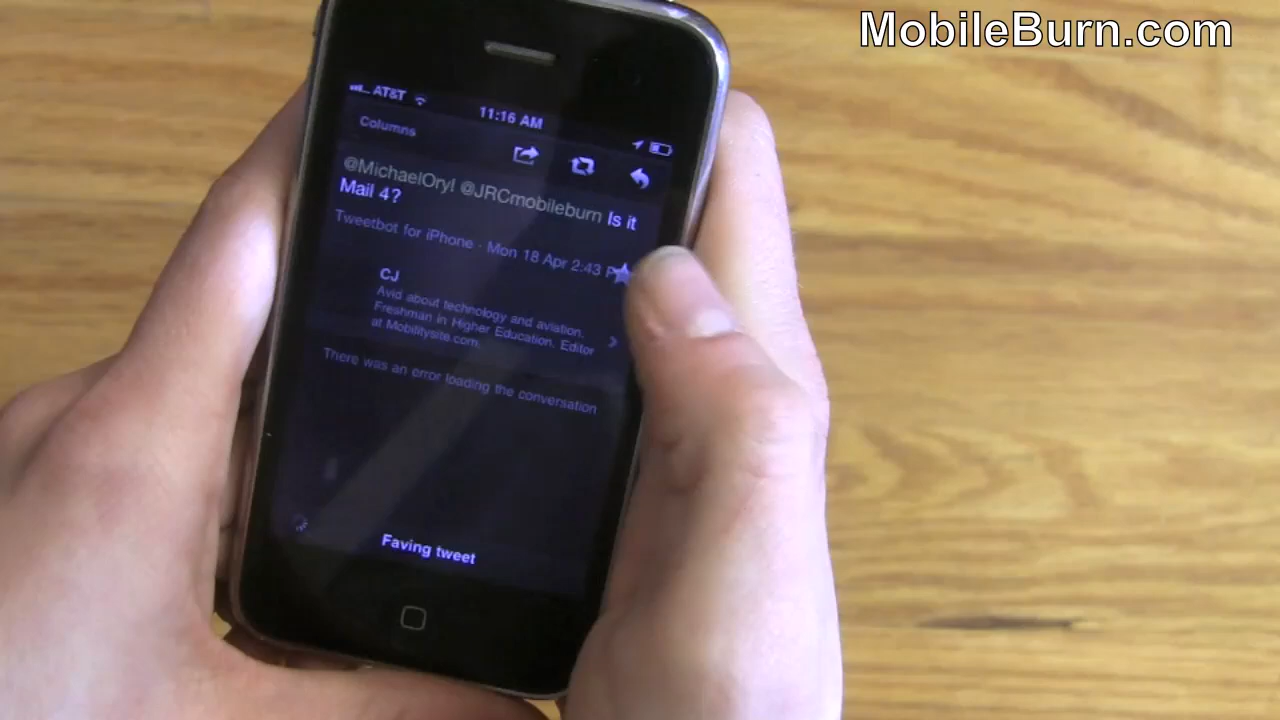 MobileBurn.com
AT&T
11:16 AM
Columns
@MichaelOryl @JRCmobileburn Is it
Mail 4?
Tweetbot for iPhone · Mon 18 Apr 2:43
CJ
Avid about technology and aviation.
Freshman in Higher Education. Editor
at Mobilitysite.com.
There was an error loading the conversation
Faving tweet